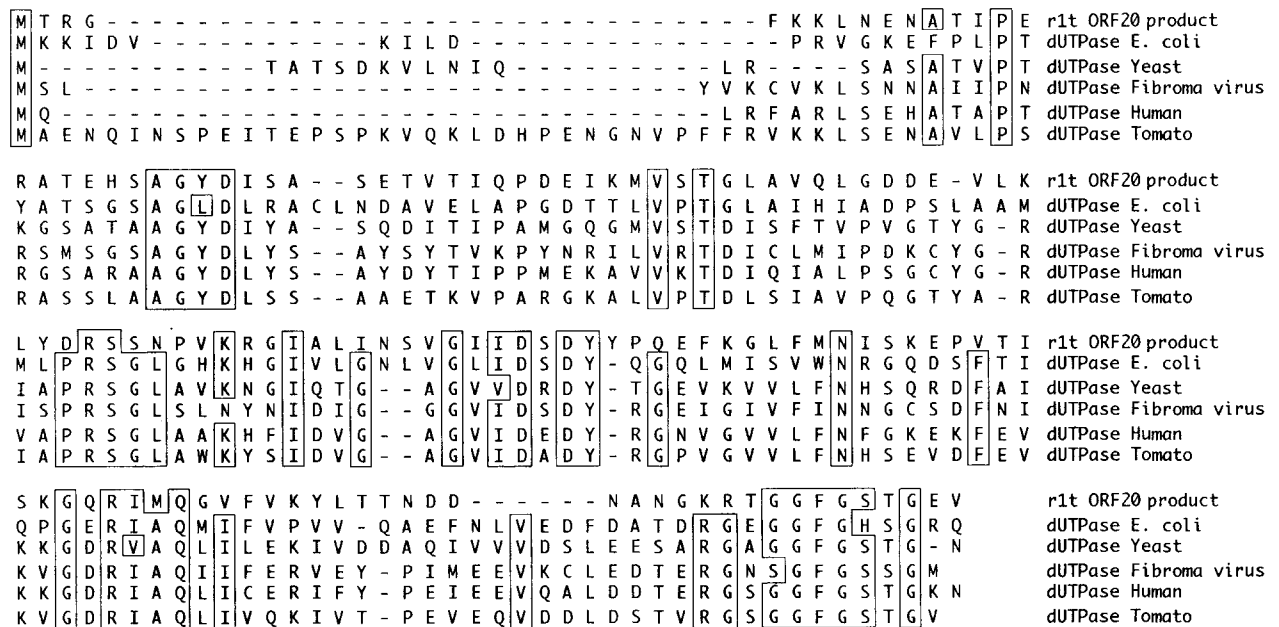 M T R G - - - - - - - - - - - - - - - - - - - - - - - - - - F K K L N E N A T I P E r1t ORF20 product
M K K I D V - - - - - - - - - K I L D - - - - - - - - - - - - - P R V G K E F P L P T dUTPase E. coli
M - - - - - - - - - T A T S D K V L N I Q - - - - - - - - - L R - - - S A S A T V P T dUTPase Yeast
M S L - - - - - - - - - - - - - - - - - - - - - - - - Y V K C V K L S N N A I I P N dUTPase Fibroma virus
M Q - - - - - - - - - - - - - - - - - - - - - - - - - - L R F A R L S E H A T A P T dUTPase Human
M A E N Q I N S P E I T E P S P K V Q K L D H P E N G N V P F F R V K K L S E N A V L P S dUTPase Tomato
R A T E H S A G Y D I S A - - S E T V T I Q P D E I K M V S T G L A V Q L G D D E - V L K r1t ORF20 product
Y A T S G S A G L D L R A C L N D A V E L A P G D T T L V P T G L A I H I A D P S L A A M dUTPase E. coli
K G S A T A A G Y D I Y A - - S Q D I T I P A M G Q G M V S T D I S F T V P V G T Y G - R dUTPase Yeast
R S M S G S A G Y D L Y S - - A Y S Y T V K P Y N R I L V R T D I C L M I P D K C Y G - R dUTPase Fibroma virus
R G S A R A A G Y D L Y S - - A Y D Y T I P P M E K A V V K T D I Q I A L P S G C Y G - R dUTPase Human
R A S S L A A G Y D L S S - - A A E T K V P A R G K A L V P T D L S I A V P Q G T Y A - R dUTPase Tomato
L Y D R S S N P V K R G I A L I N S V G I I D S D Y Y P Q E F K G L F M N I S K E P V T I r1t ORF20 product
M L P R S G L G H K H G I V L G N L V G L I D S D Y - Q G Q L M I S V W N R G Q D S F T I dUTPase E. coli
I A P R S G L A V K N G I Q T G - - A G V V D R D Y - T G E V K V V L F N H S Q R D F A I dUTPase Yeast
I S P R S G L S L N Y N I D I G - - G G V I D S D Y - R G E I G I V F I N N G C S D F N I dUTPase Fibroma virus
V A P R S G L A A K H F I D V G - - A G V I D E D Y - R G N V G V V L F N F G K E K F E V dUTPase Human
I A P R S G L A W K Y S I D V G - - A G V I D A D Y - R G P V G V V L F N H S E V D F E V dUTPase Tomato
S K G Q R I M Q G V F V K Y L T T N D D - - - - - N A N G K R T G G F G S T G E V r1t ORF20 product
Q P G E R I A Q M I F V P V V - Q A E F N L V E D F D A T D R G E G G F G H S G R Q dUTPase E. coli
K K G D R V A Q L I L E K I V D D A Q I V V V D S L E E S A R G A G G F G S T G - N dUTPase Yeast
K V G D R I A Q I I F E R V E Y - P I M E E V K C L E D T E R G N S G F G S S G M dUTPase Fibroma virus
K K G D R I A Q L I C E R I F Y - P E I E E V Q A L D D T E R G S G G F G S T G K N dUTPase Human
K V G D R I A Q L I V Q K I V T - P E V E Q V D D L D S T V R G S G G F G S T G V dUTPase Tomato